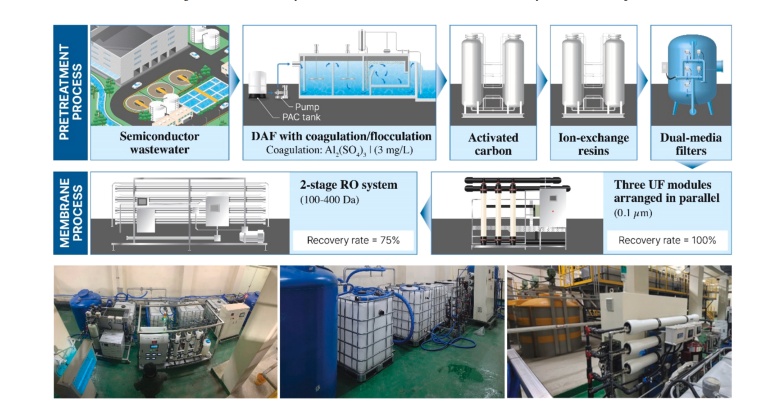 PRETREATMENT
PROCESS
Pump
PAC tank
Semiconductor
wastewater
DAF with coagulation/flocculation
Coagulation: Al₂(SO₄)₃ | (3 mg/L)
Activated
carbon
Ion-exchange
resins
Dual-media
filters
MEMBRANE
PROCESS
2-stage RO system
(100-400 Da)
Recovery rate = 75%
Three UF modules
arranged in parallel
(0.1 μm)
Recovery rate = 100%